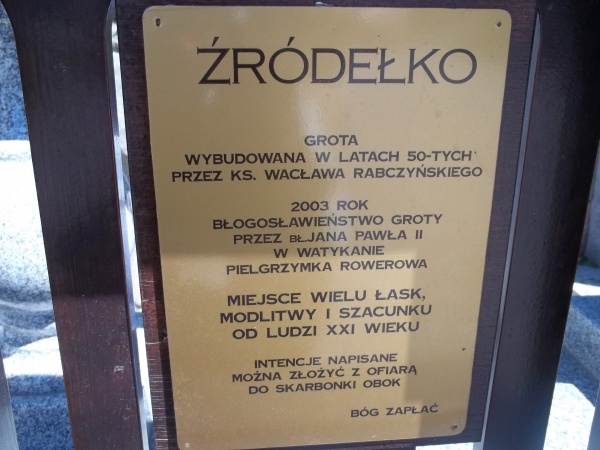 ŹRÓDEŁKO
GROTA
WYBUDOWANA W LATACH 50-TYCH
PRZEZ KS. WACŁAWA RABCZYŃSKIEGO
2003 ROK
BŁOGOSŁAWIEŃSTWO GROTY
PRZEZ BŁ.JANA PAWŁA II
W WATYKANIE
PIELGRZYMKA ROWEROWA
MIEJSCE WIELU ŁASK,
MODLITWY I SZACUNKU
OD LUDZI XXI WIEKU
INTENCJE NAPISANE
MOŻNA ZŁOŻYĆ Z OFIARĄ
DO SKARBONKI OBOK
BÓG ZAPŁAĆ